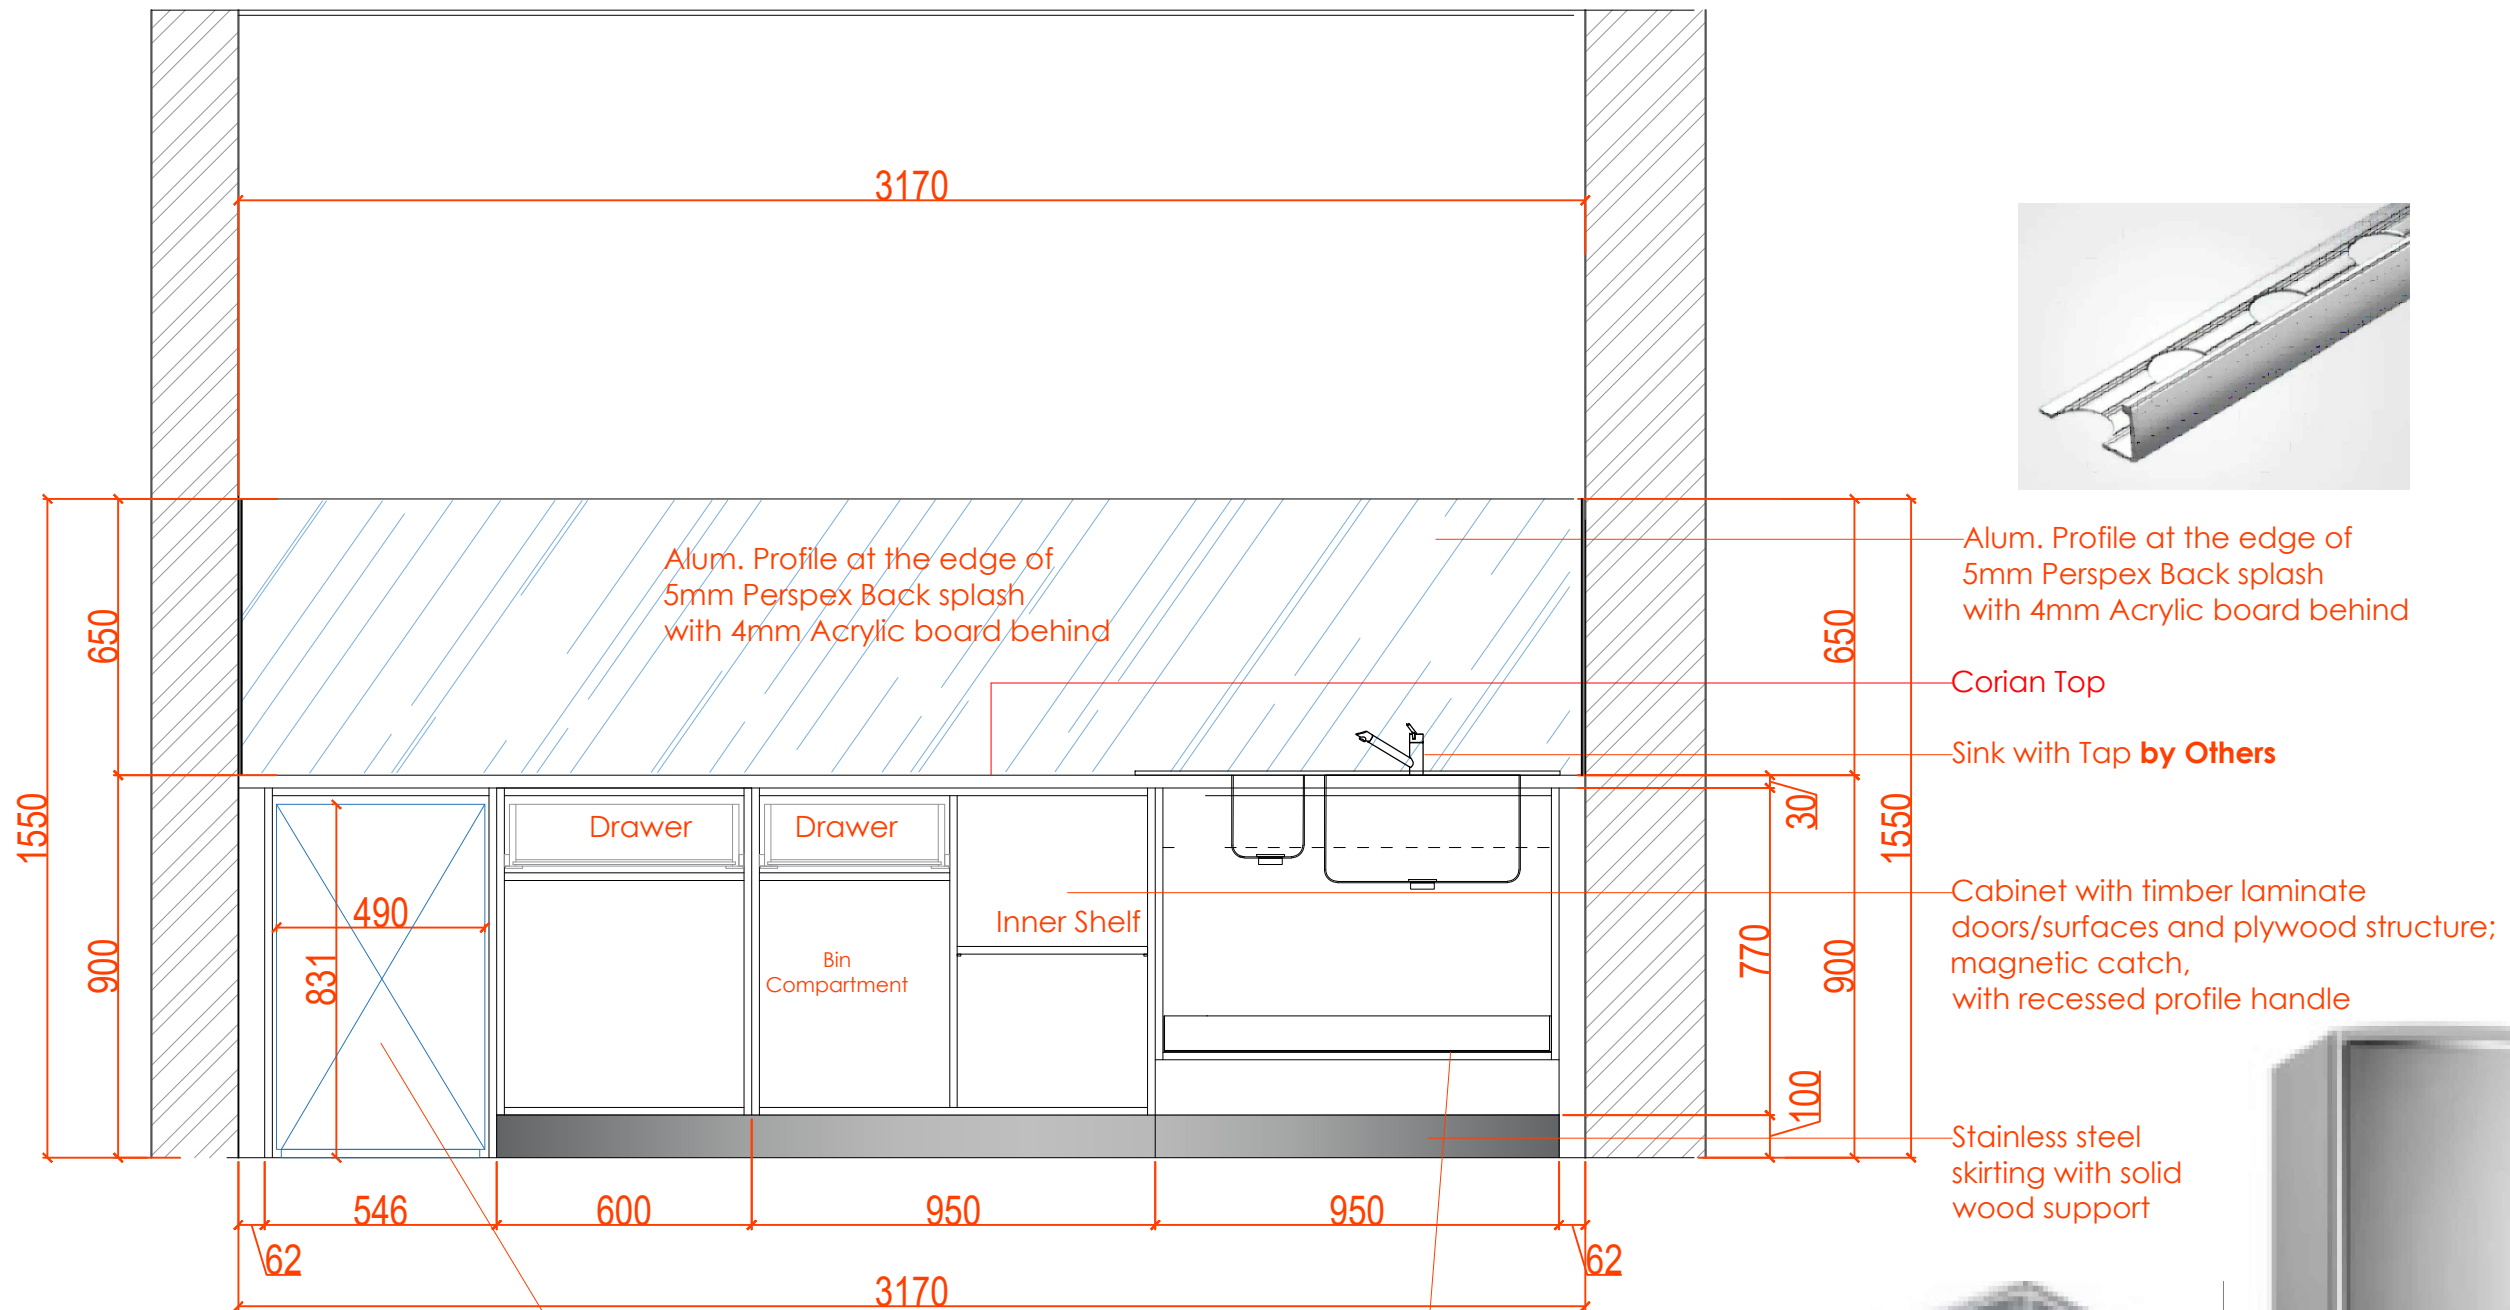 3170
Alum. Profile at the edge of
5mm Perspex Back splash
with 4mm Acrylic board behind
Alum. Profile at the edge of
5mm Perspex Back splash
with 4mm Acrylic board behind
650
650
Corian Top
Sink with Tap by Others
1550
900
30
1550
770
900
100
Drawer
Drawer
490
831
Inner Shelf
Bin
Compartment
Cabinet with timber laminate
doors/surfaces and plywood structure;
magnetic catch,
with recessed profile handle
Stainless steel
skirting with solid
wood support
546
600
950
950
62
62
3170